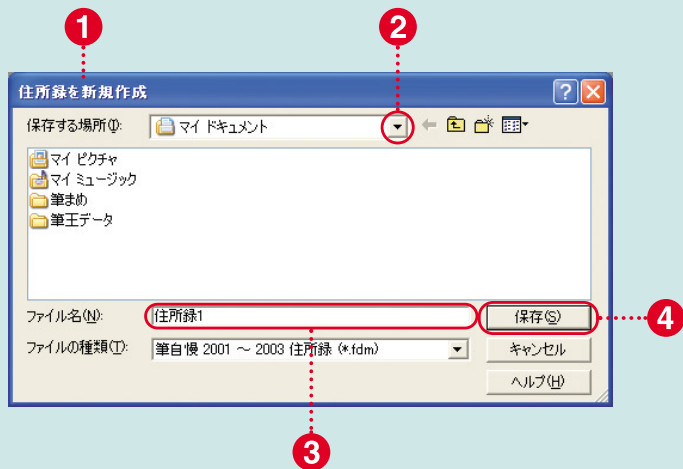 1
2
住所録を新規作成
保存する場所(I):
マイ ドキュメント
マイ ピクチャ
マイ ミュージック
筆まめ
筆王データ
ファイル名(N):
住所録1
保存(S)
4
ファイルの種類(T):
筆自慢 2001 ～ 2003 住所録 (*.fdm)
キャンセル
ヘルプ(H)
3